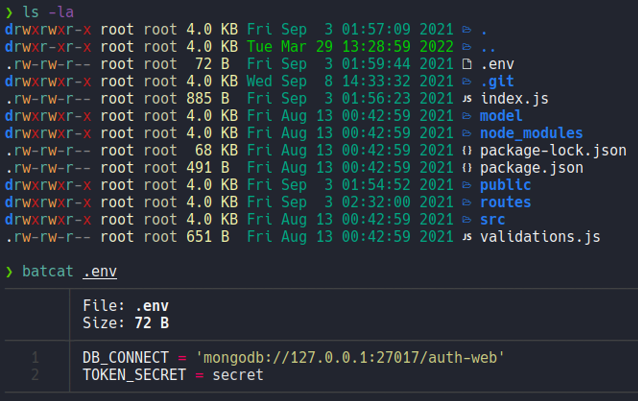 ❯ ls -la
drwxrwxr-x root root 4.0 KB Fri Sep  3 01:57:09 2021 .
drwxr-xr-x root root 4.0 KB Tue Mar 29 13:28:59 2022 ..
.rw-rw-r-- root root  72 B  Fri Sep  3 01:59:44 2021 .env
drwxrwxr-x root root 4.0 KB Wed Sep  8 14:33:32 2021 .git
.rw-rw-r-- root root 885 B  Fri Sep  3 01:56:23 2021 JS index.js
drwxrwxr-x root root 4.0 KB Fri Aug 13 00:42:59 2021 model
drwxrwxr-x root root 4.0 KB Fri Aug 13 00:42:59 2021 node_modules
.rw-rw-r-- root root  68 KB Fri Aug 13 00:42:59 2021 {} package-lock.json
.rw-rw-r-- root root 491 B  Fri Aug 13 00:42:59 2021 {} package.json
drwxrwxr-x root root 4.0 KB Fri Sep  3 01:54:52 2021 public
drwxrwxr-x root root 4.0 KB Fri Sep  3 02:32:00 2021 routes
drwxrwxr-x root root 4.0 KB Fri Aug 13 00:42:59 2021 src
.rw-rw-r-- root root 651 B  Fri Aug 13 00:42:59 2021 JS validations.js
❯ batcat .env
File: .env
Size: 72 B
1 DB_CONNECT = 'mongodb://127.0.0.1:27017/auth-web'
2 TOKEN_SECRET = secret